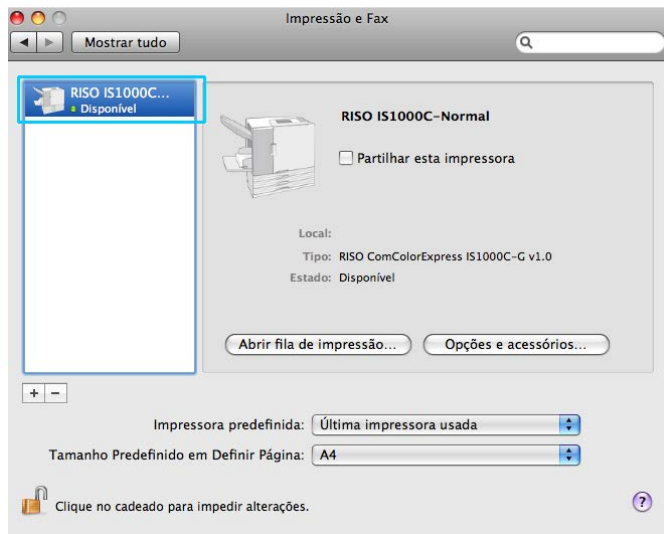 Impressão e Fax
Mostrar tudo
RISO IS1000C...
Disponível
RISO IS1000C-Normal
Partilhar esta impressora
Local:
Tipo: RISO ComColorExpress IS1000C-G v1.0
Estado: Disponível
Abrir fila de impressão... Opções e acessórios...
+ -
Impressora predefinida: Última impressora usada
Tamanho Predefinido em Definir Página: A4
Clique no cadeado para impedir alterações. ?